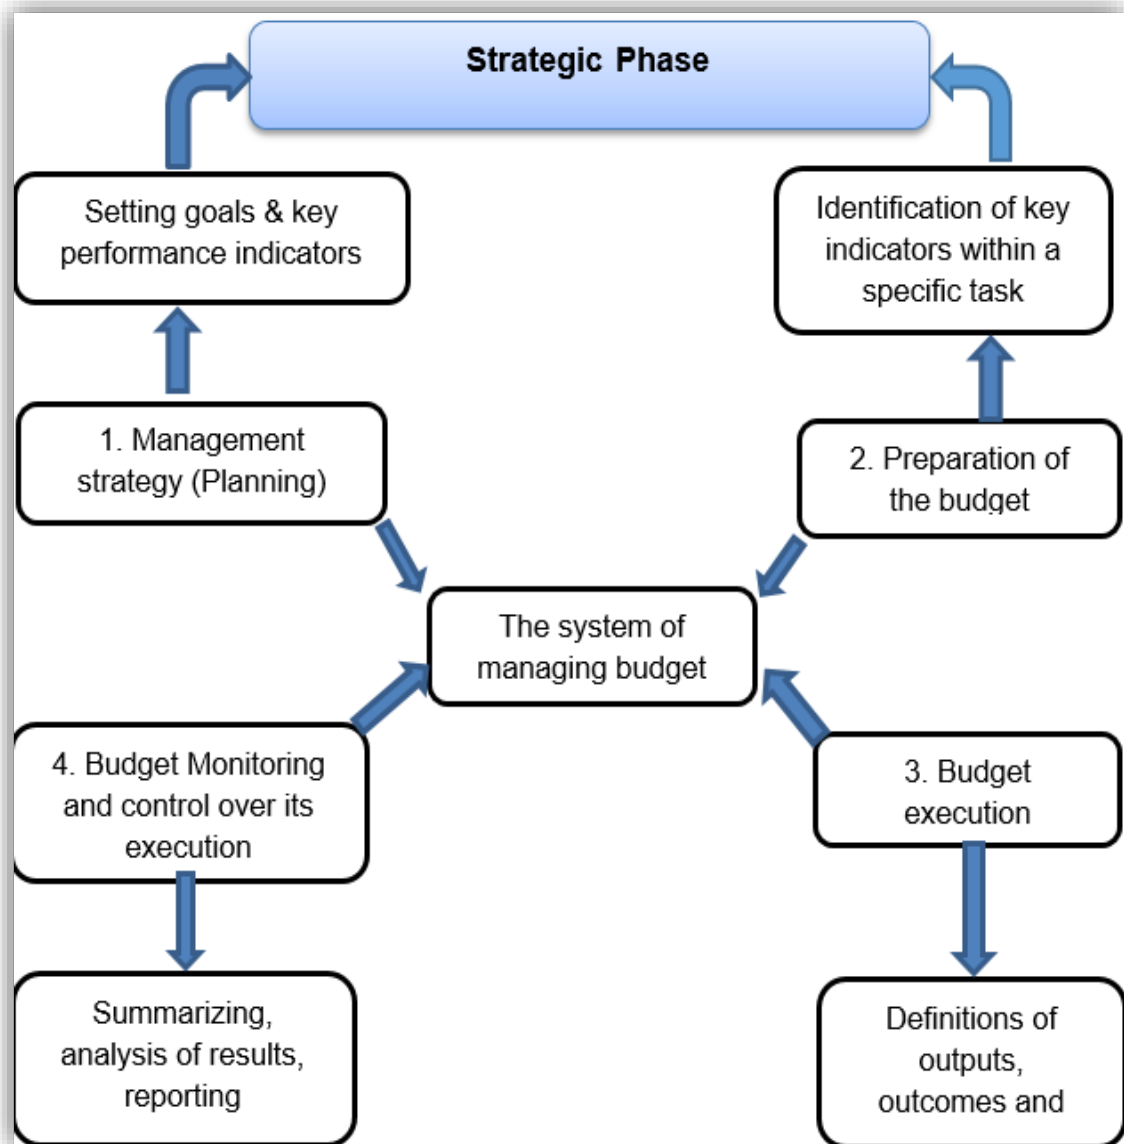 Strategic Phase
Setting goals & key
performance indicators
Identification of key
indicators within a
specific task
1. Management
strategy (Planning)
2. Preparation of
the budget
The system of
managing budget
4. Budget Monitoring
and control over its
execution
3. Budget
execution
Summarizing,
analysis of results,
reporting
Definitions of
outputs,
outcomes and